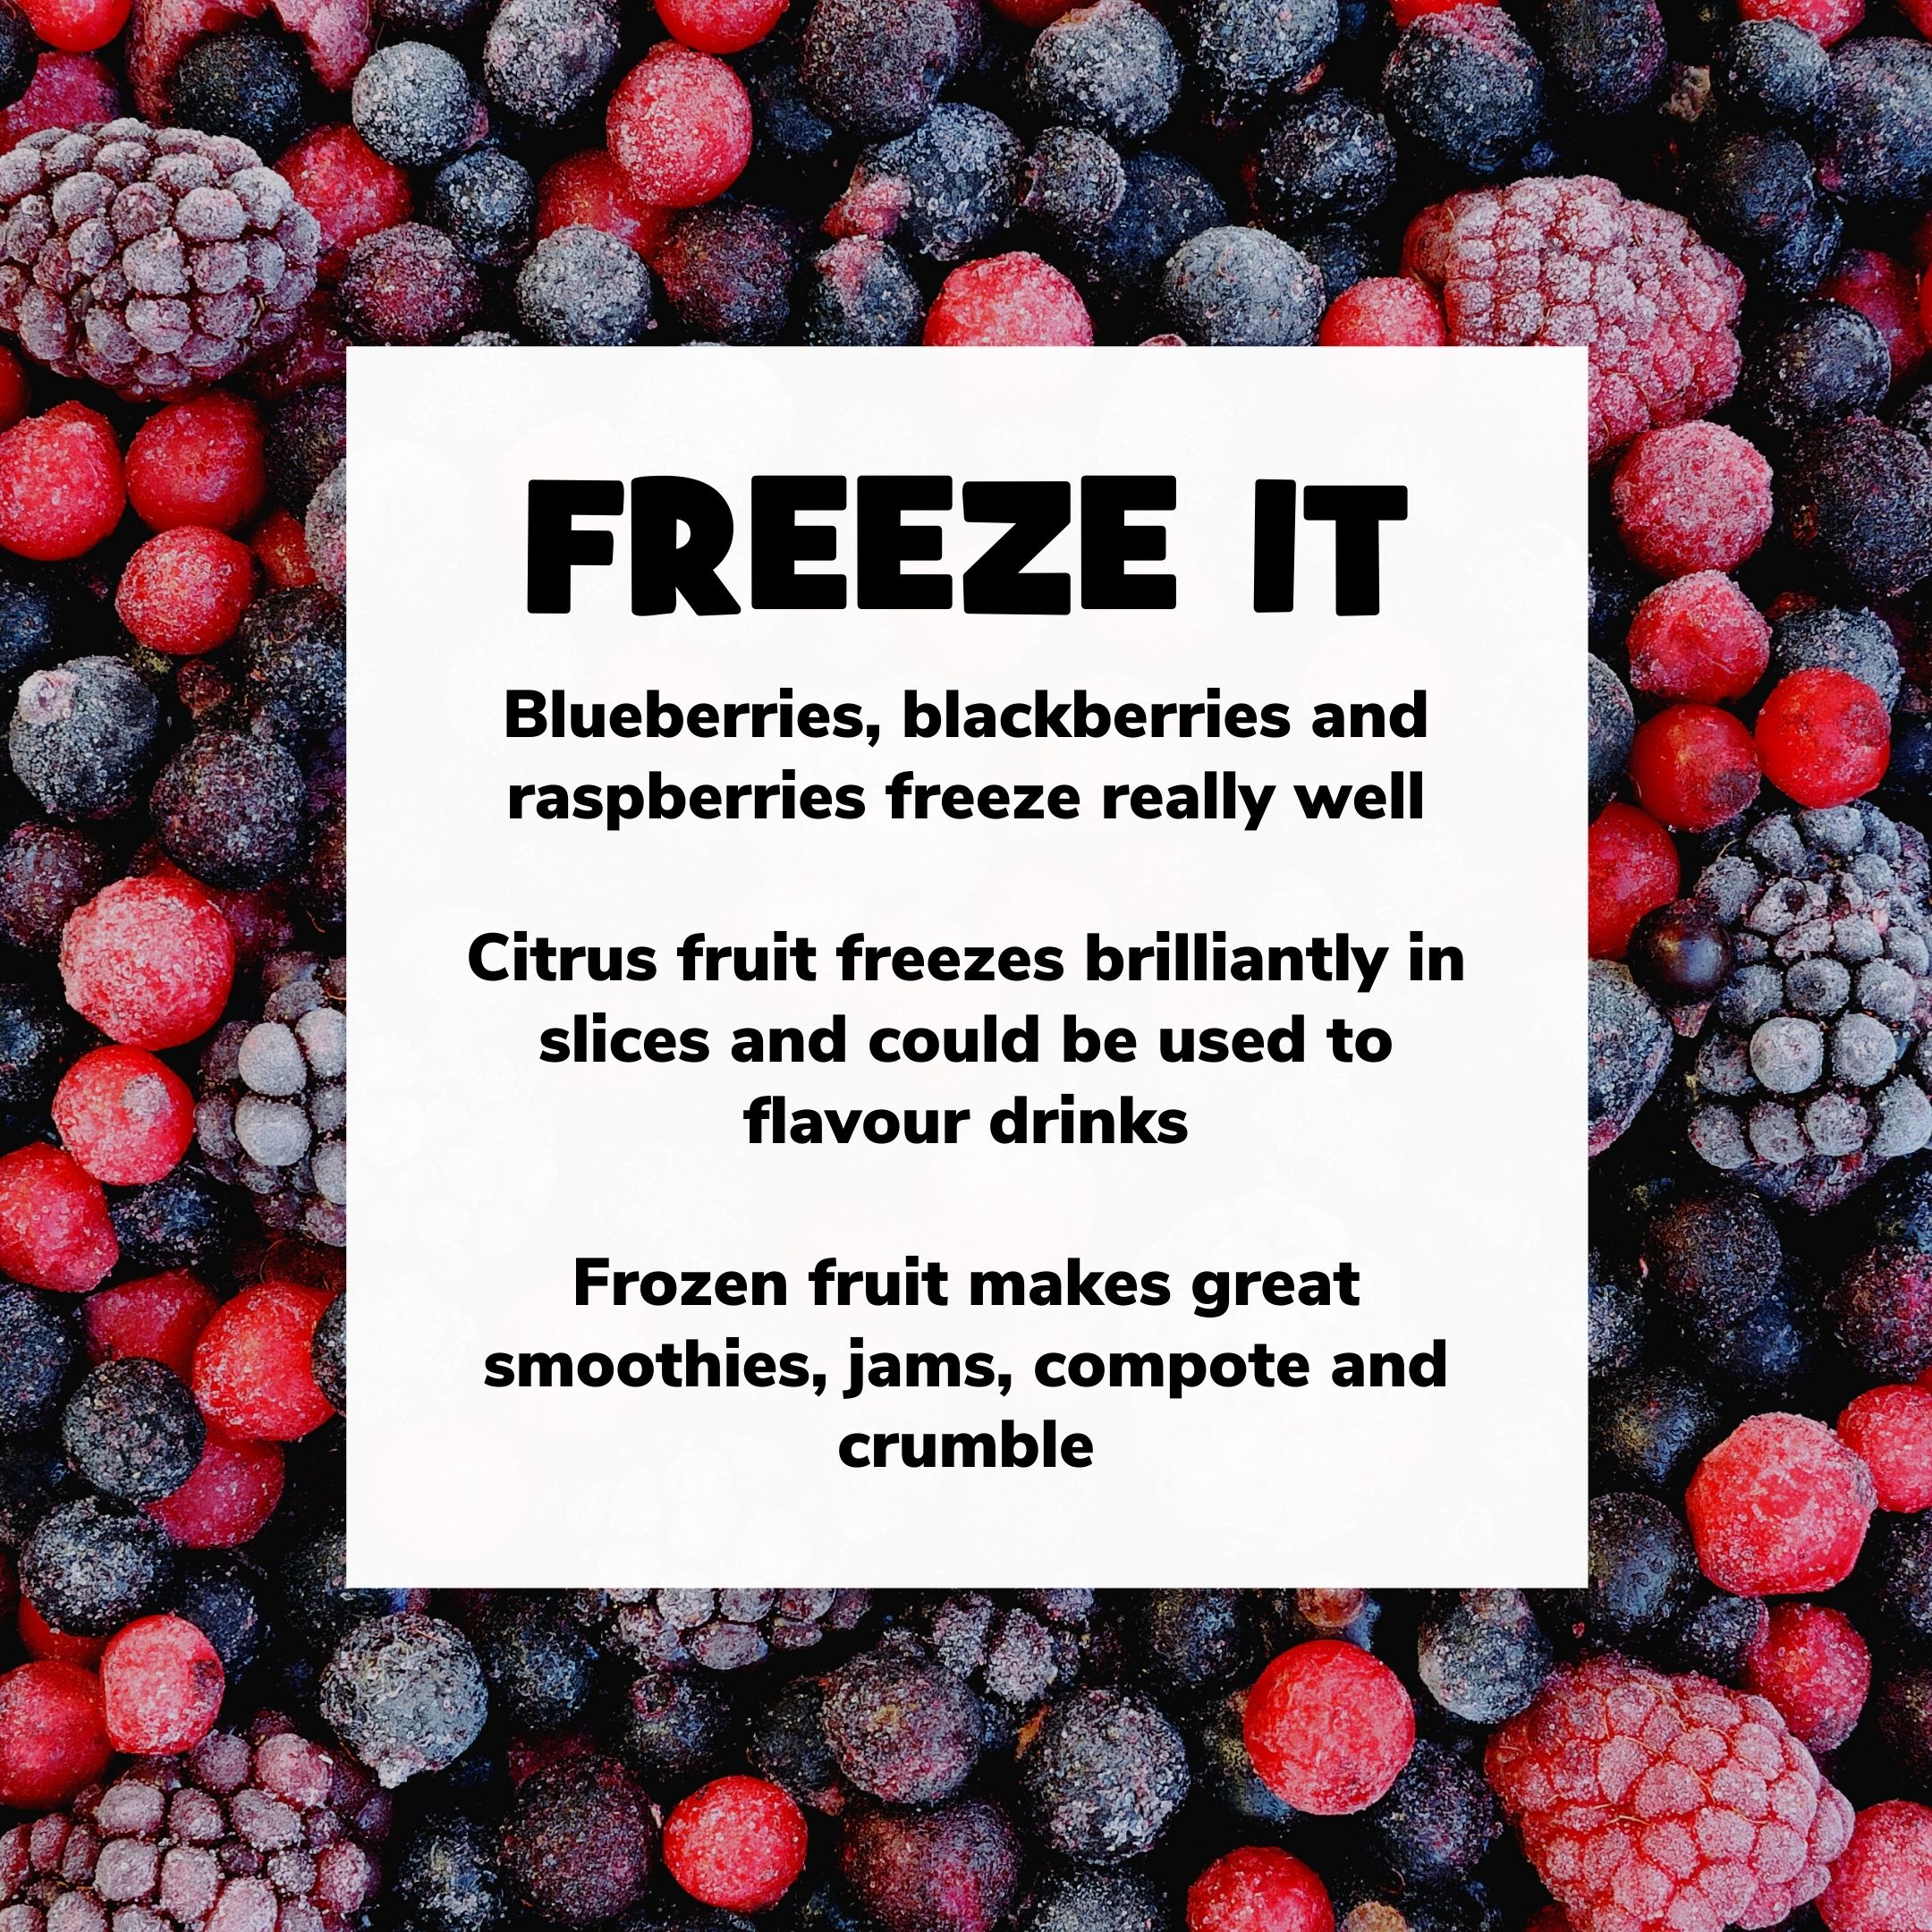 FREEZE IT
Blueberries, blackberries and
raspberries freeze really well
Citrus fruit freezes brilliantly in
slices and could be used to
flavour drinks
Frozen fruit makes great
smoothies, jams, compote and
crumble